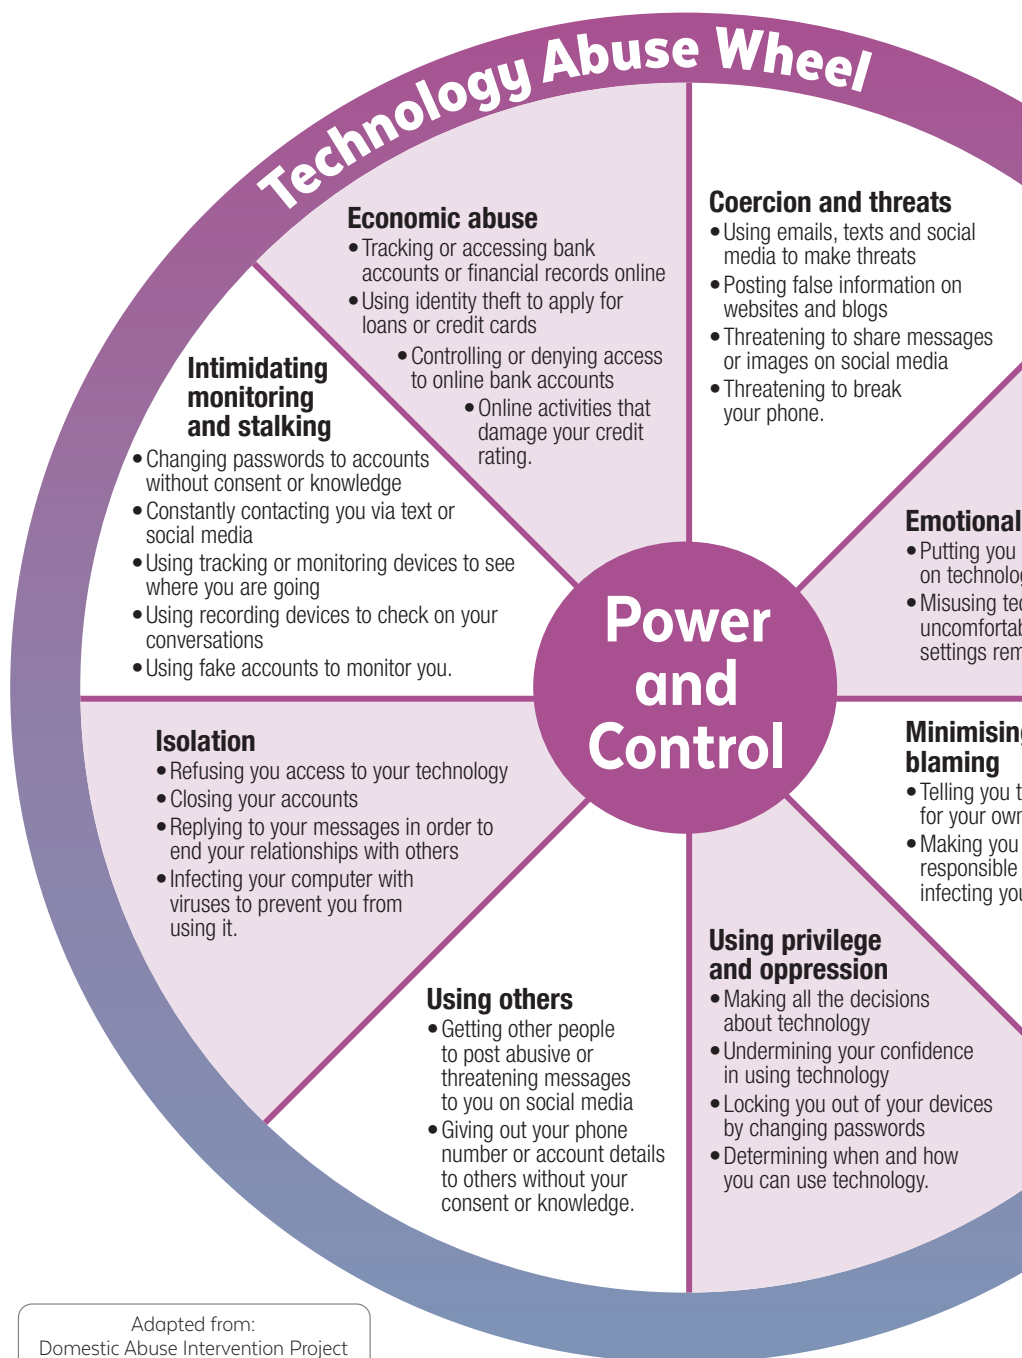 Technology Abuse Wheel
Economic abuse
• Tracking or accessing bank
accounts or financial records online
• Using identity theft to apply for
loans or credit cards
• Controlling or denying access
to online bank accounts
• Online activities that
damage your credit
rating.
Coercion and threats
• Using emails, texts and social
media to make threats
• Posting false information on
websites and blogs
• Threatening to share messages
or images on social media
• Threatening to break
your phone.
Intimidating
monitoring
and stalking
• Changing passwords to accounts
without consent or knowledge
• Constantly contacting you via text or
social media
• Using tracking or monitoring devices to see
where you are going
• Using recording devices to check on your
conversations
• Using fake accounts to monitor you.
Emotional
• Putting you
on
• Misusing

settings
Power
and
Control
Isolation
• Refusing you access to your technology
• Closing your accounts
• Replying to your messages in order to
end your relationships with others
• Infecting your computer with
viruses to prevent you from
using it.
blaming
• Telling you
for your
• Making you
responsible
infecting
Using others
• Getting other people
to post abusive or
threatening messages
to you on social media
• Giving out your phone
number or account details
to others without your
consent or knowledge.
Using privilege
and oppression
• Making all the decisions
about technology
• Undermining your confidence
in using technology
• Locking you out of your devices
by changing passwords
• Determining when and how
you can use technology.
Adapted from:
Domestic Abuse Intervention Project